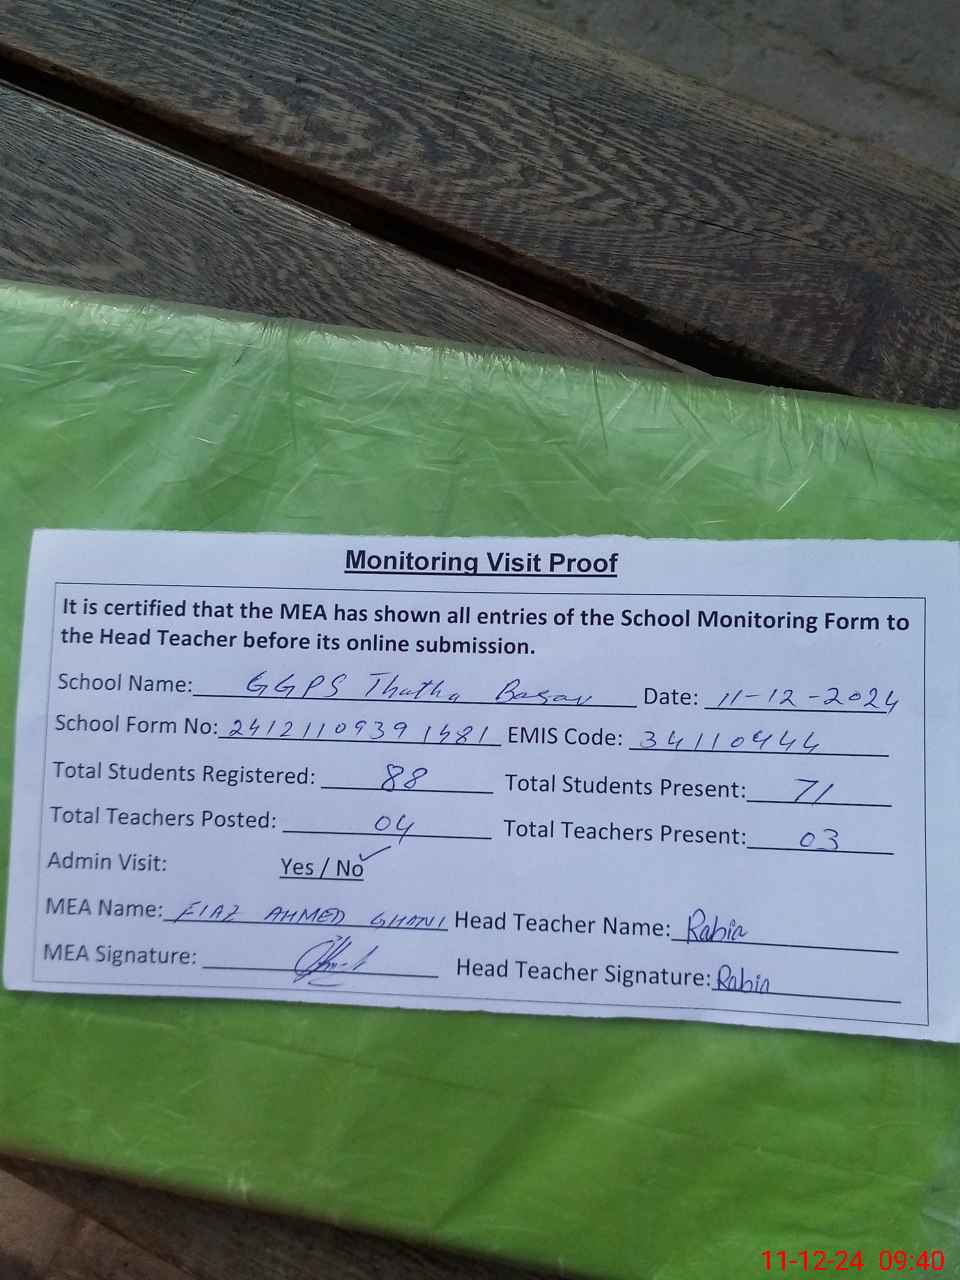 Monitoring Visit Proof
It is certified that the MEA has shown all entries of the School Monitoring Form to
the Head Teacher before its online submission.
School Name: GGPS Thatha Date: 11-12-2024
School Form No: 2412110939 1481 EMIS Code: 34110444
Total Students Registered: 88 Total Students Present: 71
Total Teachers Posted: 04 Total Teachers Present: 03
Admin Visit: Yes / No
MEA Name: FIAZ AHMED GHANI Head Teacher Name: Rabia
MEA Signature: Head Teacher Signature: Rabia
11-12-24 09:40